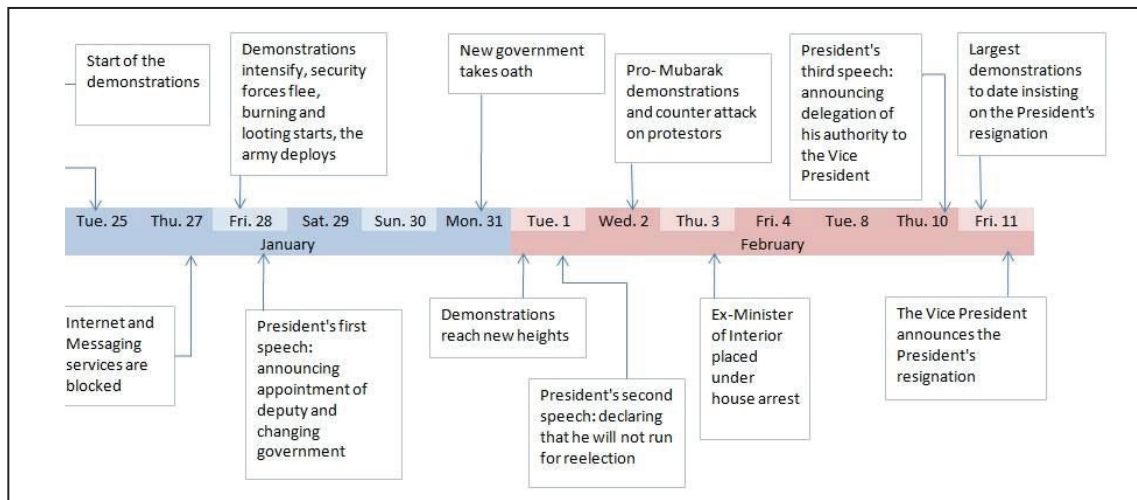 Start of the
demonstrations
Demonstrations
intensify, security
forces flee,
burning and
looting starts, the
army deploys
New government
takes oath
Pro- Mubarak
demonstrations
and counter attack
on protestors
President's
third speech:
announcing
delegation of
his authority to
the Vice
President
Largest
demonstrations
to date insisting
on the President's
resignation
Tue. 25 Thu. 27 Fri. 28 Sat. 29 Sun. 30 Mon. 31 Tue. 1 Wed. 2 Thu. 3 Fri. 4 Tue. 8 Thu. 10 Fri. 11
January February
Internet and
Messaging
services are
blocked
President's first
speech:
announcing
appointment of
deputy and
changing
government
Demonstrations
reach new heights
President's second
speech: declaring
that he will not run
for reelection
Ex-Minister
of Interior
placed
under
house arrest
The Vice President
announces the
President's
resignation